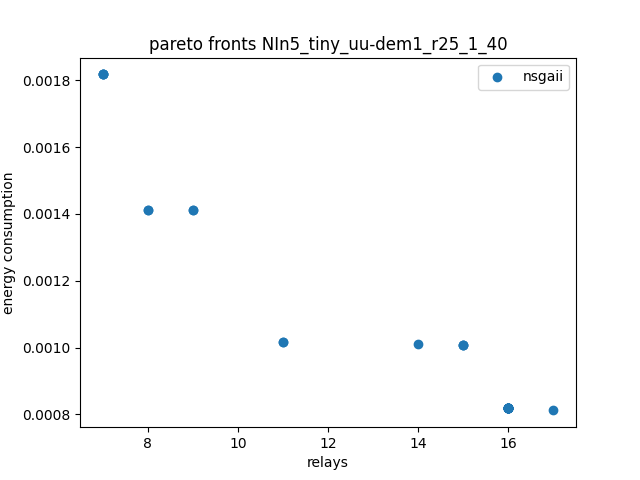 pareto fronts NIn5_tiny_uu-dem1_r25_1_40
nsgaii
0.0018
0.0016
0.0014
0.0012
0.0010
0.0008
energy consumption
8 10 12 14 16
relays